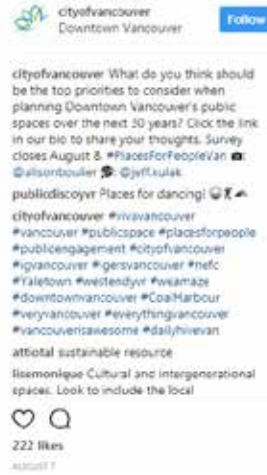 cityofvancouver
Downtown Vancouver
Follow
cityofvancouver What do you think should
be the top priorities to consider when
planning Downtown Vancouver's public
spaces over the next 30 years? Click the link
in our bio to share your thoughts. Survey
closes August 8. #PlacesForPeopleVan 📷:
@alisonboulier 🗣: @jeff.kulak
publicdiscoyvr Places for dancing!
cityofvancouver #vivavancouver
#vancouver #publicspace #placesforpeople
#publicengagement #cityofvancouver
#igvancouver #igersvancouver #nefc
#Yaletown #westendyvr #weamaze
#downtownvancouver #CoalHarbour
#veryvancouver #everythingvancouver
#vancouverisawesome #dailyhivevan
attiotal sustainable resource
lisemonique Cultural and intergenerational
spaces. Look to include the local
222 likes
AUGUST 7